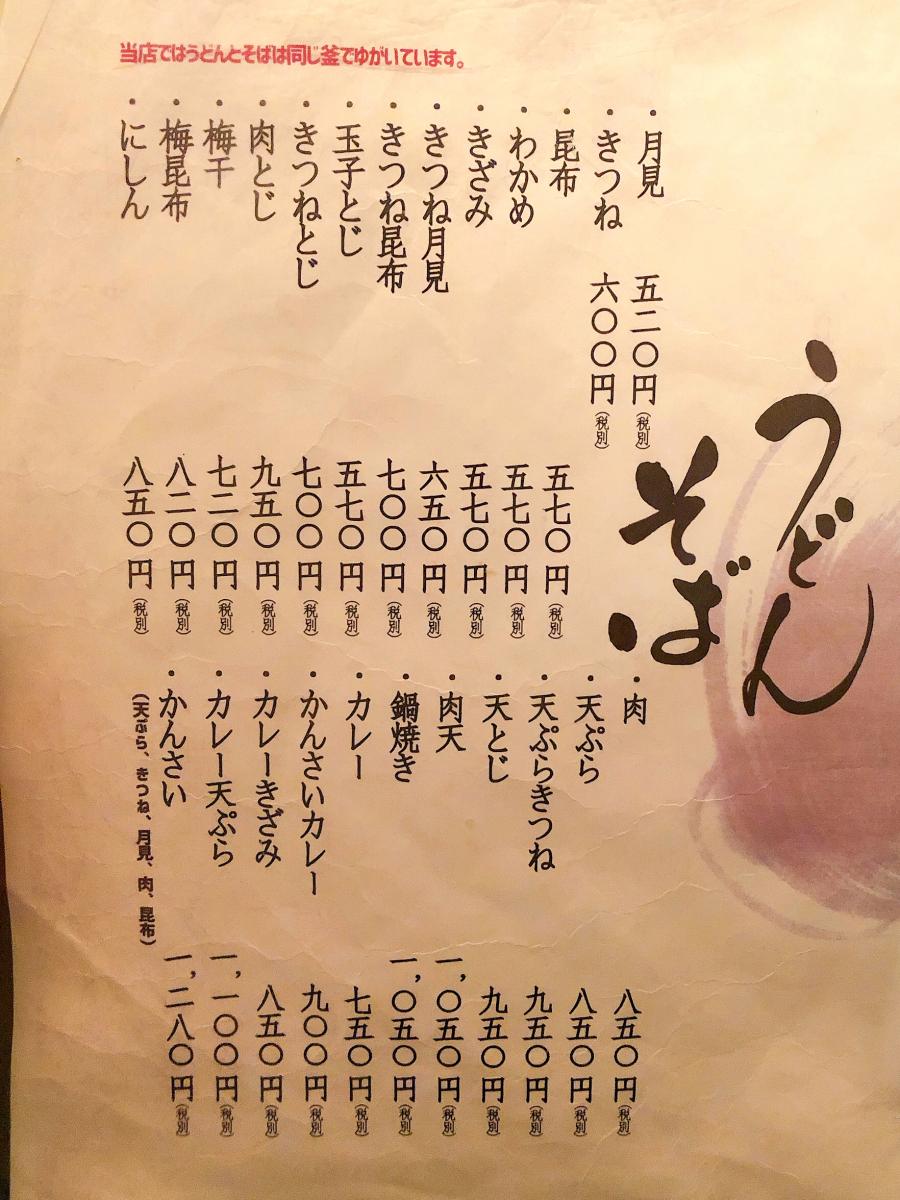 うどん
そば
・月見 五二〇円(税別)
・きつね 六〇〇円(税別)
・昆布 五七〇円(税別)
・わかめ 五七〇円(税別)
・きざみ 五七〇円(税別)
・きつね月見 六五〇円(税別)
・きつね昆布 七〇〇円(税別)
・玉子とじ 五七〇円(税別)
・きつねとじ 七〇〇円(税別)
・肉とじ 九五〇円(税別)
・梅干 七二〇円(税別)
・梅昆布 八二〇円(税別)
・にしん 八五〇円(税別)
・肉 八五〇円(税別)
・天ぷら 八五〇円(税別)
・天ぷらきつね 九五〇円(税別)
・天とじ 九五〇円(税別)
・肉天 一,〇五〇円(税別)
・鍋焼き 一,〇五〇円(税別)
・カレー 七五〇円(税別)
・かんさいカレー 九〇〇円(税別)
・カレーきざみ 八五〇円(税別)
・カレー天ぷら 一,一〇〇円(税別)
・かんさい 一,二八〇円(税別)
(天ぷら、きつね、月見、肉、昆布)
当店ではうどんとそばは同じ釜でゆがいています。